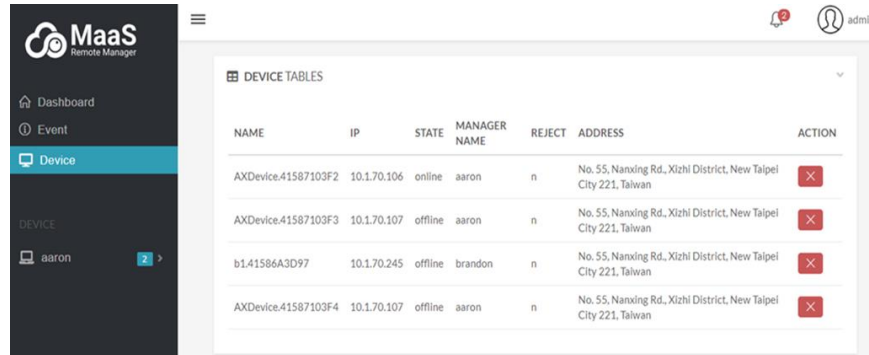 MaaS
Remote Manager
2
admi
Dashboard
Event
Device
DEVICE
aaron
2
DEVICE TABLES
NAME IP STATE MANAGER NAME REJECT ADDRESS ACTION
AXDevice.41587103F2 10.1.70.106 online aaron n No. 55, Nanxing Rd., Xizhi District, New Taipei
City 221, Taiwan
AXDevice.41587103F3 10.1.70.107 offline aaron n No. 55, Nanxing Rd., Xizhi District, New Taipei
City 221, Taiwan
b1.41586A3D97 10.1.70.245 offline brandon n No. 55, Nanxing Rd., Xizhi District, New Taipei
City 221, Taiwan
AXDevice.41587103F4 10.1.70.107 offline aaron n No. 55, Nanxing Rd., Xizhi District, New Taipei
City 221, Taiwan